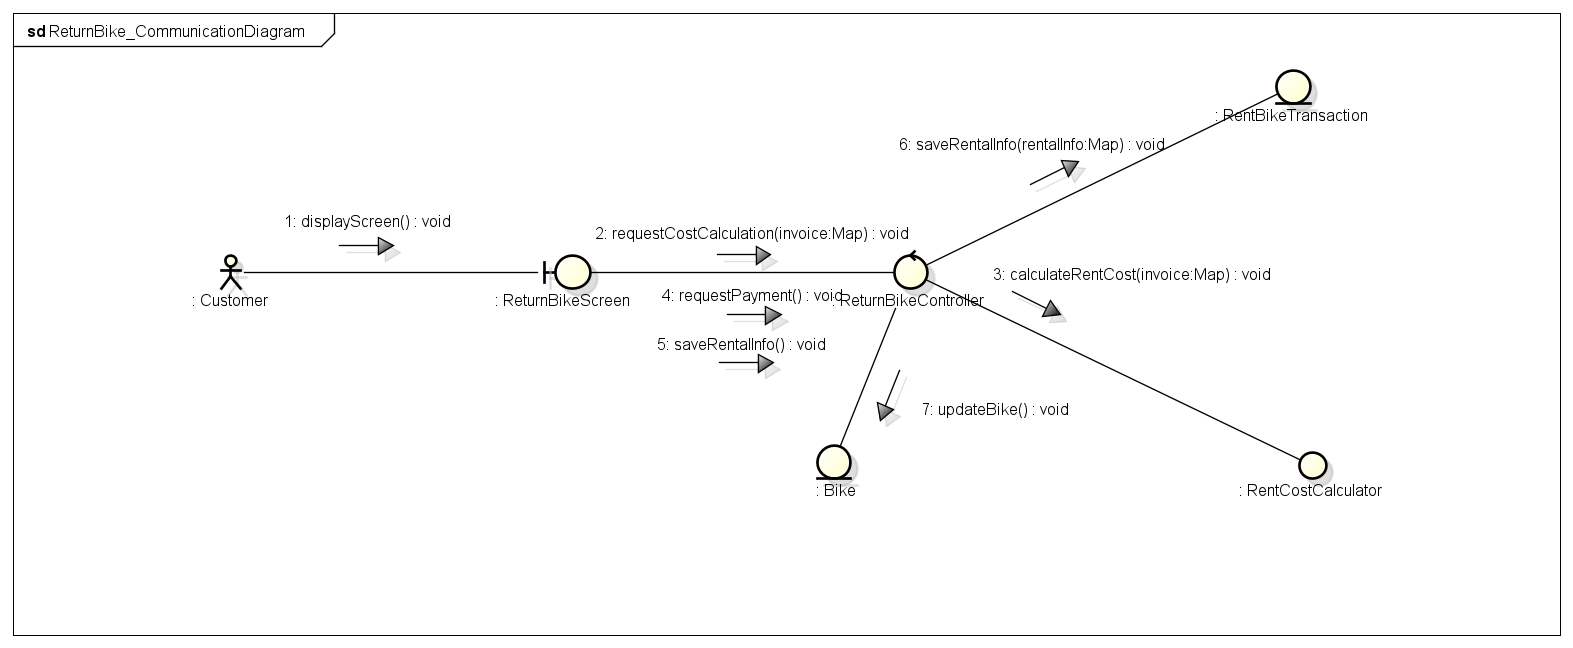 sd ReturnBike_CommunicationDiagram
: RentBikeTransaction
6: saveRentalInfo(rentalInfo:Map) : void
1: displayScreen() : void
2: requestCostCalculation(invoice:Map) : void
3: calculateRentCost(invoice:Map) : void
: Customer
: ReturnBikeScreen
4: requestPayment() : void
: ReturnBikeController
5: saveRentalInfo() : void
7: updateBike() : void
: Bike
: RentCostCalculator